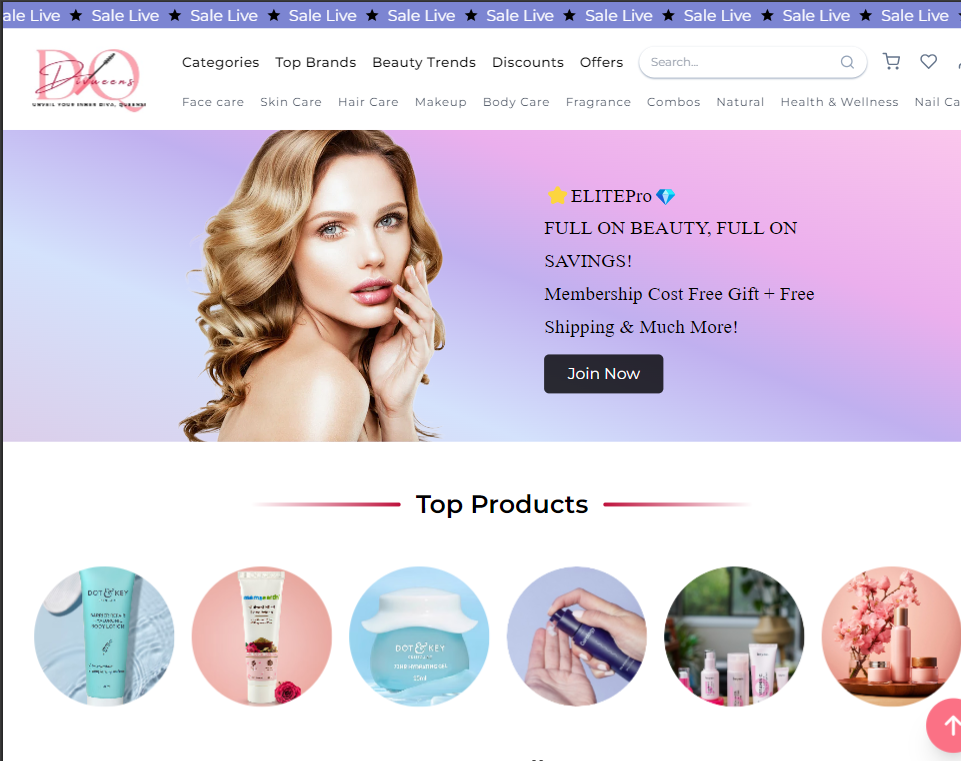 ale Live ★ Sale Live ★ Sale Live ★ Sale Live ★ Sale Live ★ Sale Live ★ Sale Live ★ Sale Live ★ Sale Live ★ Sale Live
DQ
Divueens
UNVEIL YOUR INNER DIVA, QUEENS!
Categories Top Brands Beauty Trends Discounts Offers Search...
Face care Skin Care Hair Care Makeup Body Care Fragrance Combos Natural Health & Wellness Nail Ca
⭐ELITEPro💎
FULL ON BEAUTY, FULL ON
SAVINGS!
Membership Cost Free Gift + Free
Shipping & Much More!
Join Now
Top Products
DOT & KEY
BODY LOTION
DOT & KEY